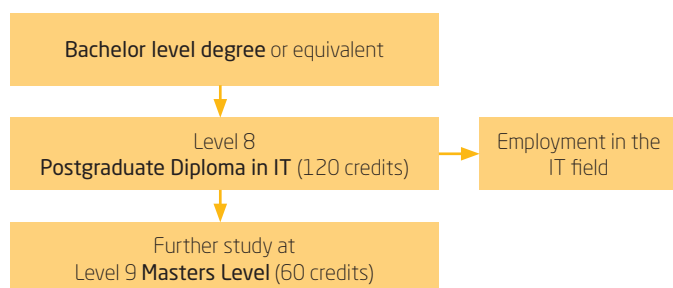 Bachelor level degree or equivalent
Level 8
Postgraduate Diploma in IT (120 credits)
Employment in the
IT field
Further study at
Level 9 Masters Level (60 credits)